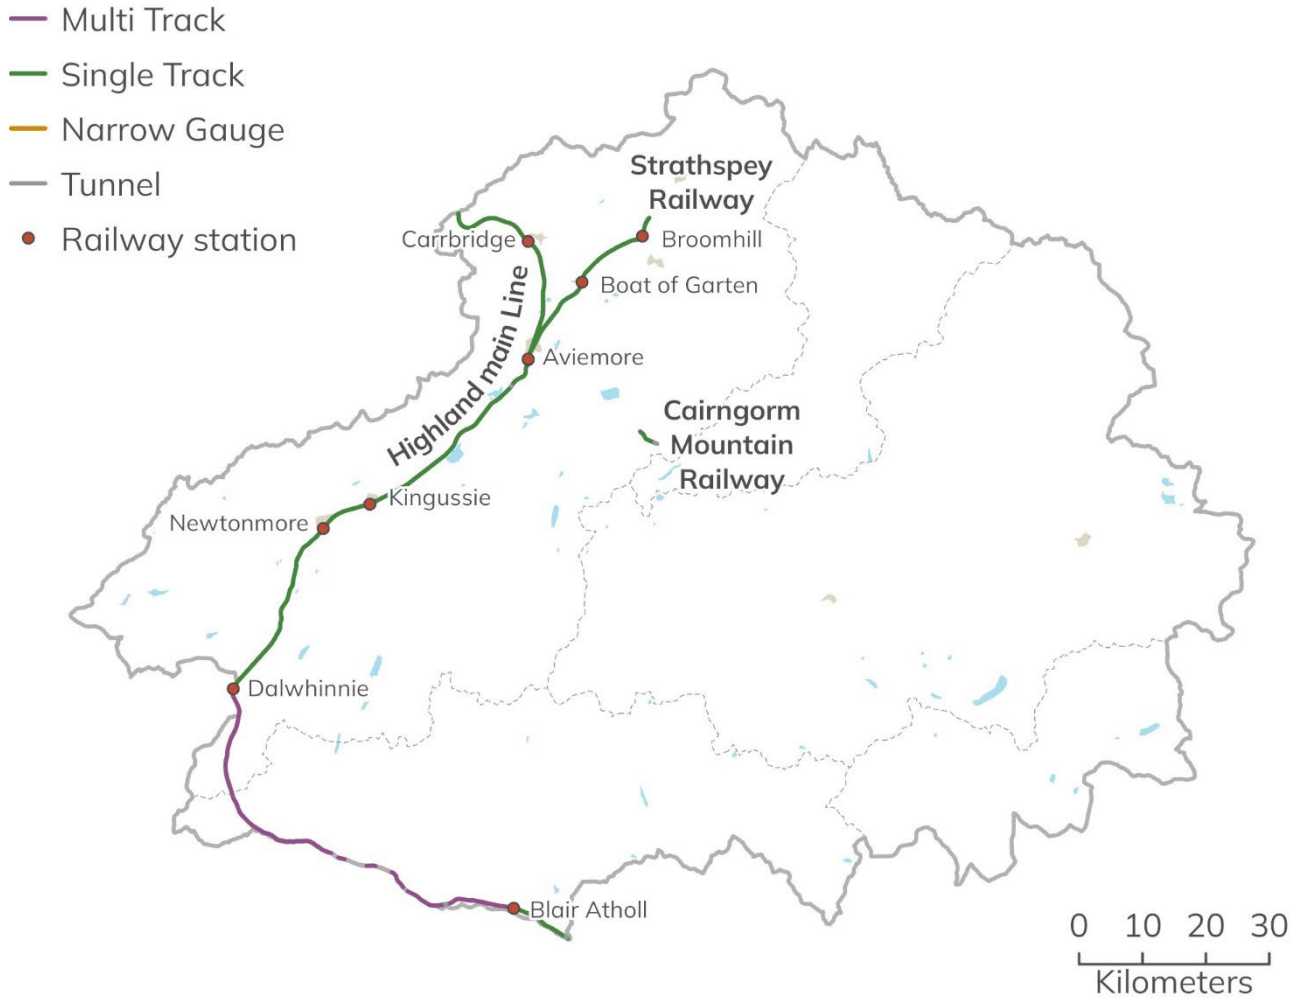 Multi Track
Single Track
Narrow Gauge
Tunnel
Railway station
Strathspey
Railway
Carrbridge
Broomhill
Boat of Garten
Highland main Line
Aviemore
Cairngorm
Mountain
Railway
Kingussie
Newtonmore
Dalwhinnie
Blair Atholl
0 10 20 30
Kilometers